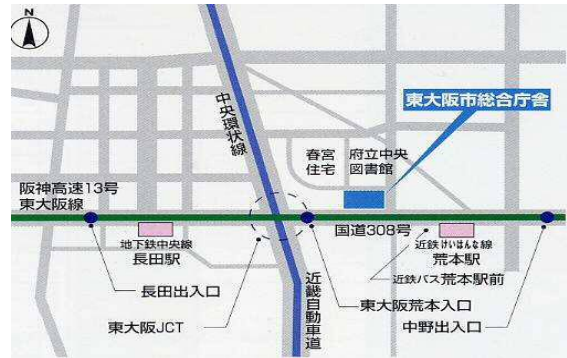 N
中央環状線
東大阪市総合庁舎
春宮
住宅
府立中央
図書館
阪神高速13号
東大阪線
国道308号
地下鉄中央線
長田駅
近鉄けいはんな線
荒本駅
近鉄バス荒本駅前
長田出入口
東大阪JCT
近畿自動車道
東大阪荒本入口
中野出入口